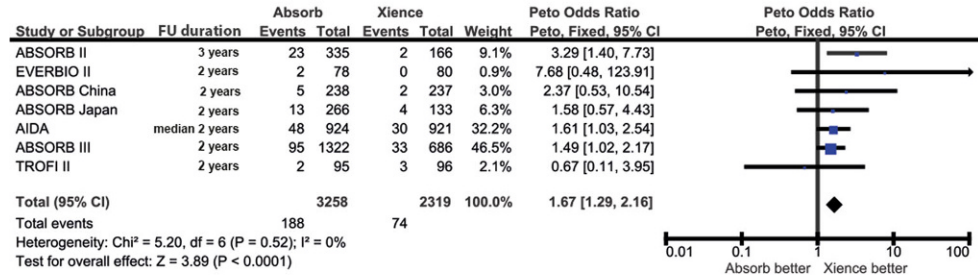 Absorb Xience Peto Odds Ratio Peto Odds Ratio
Study or Subgroup FU duration Events Total Events Total Weight Peto, Fixed, 95% CI Peto, Fixed, 95% CI
ABSORB II 3 years 23 335 2 166 9.1% 3.29 [1.40, 7.73]
EVERBIO II 2 years 2 78 0 80 0.9% 7.68 [0.48, 123.91]
ABSORB China 2 years 5 238 2 237 2.7% 2.37 [0.53, 10.54]
ABSORB Japan 2 years 13 266 4 133 6.3% 1.58 [0.57, 4.43]
AIDA median 2 years 48 924 30 921 32.2% 1.61 [1.03, 2.54]
ABSORB III 2 years 95 1322 33 686 46.5% 1.49 [1.02, 2.17]
TROFI II 2 years 2 95 3 96 2.1% 0.67 [0.11, 3.95]
Total (95% CI) 3258 2319 100.0% 1.67 [1.29, 2.16]
Total events 188 74
Heterogeneity: Chi² = 5.20, df = 6 (P = 0.52); I² = 0%
Test for overall effect: Z = 3.89 (P < 0.0001)
0.01 0.1 1 10 100
Absorb better Xience better